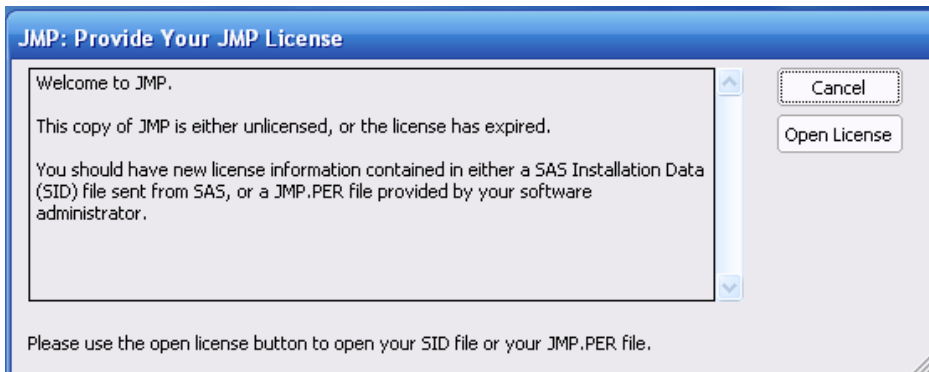 JMP: Provide Your JMP License
Welcome to JMP.
This copy of JMP is either unlicensed, or the license has expired.
You should have new license information contained in either a SAS Installation Data
(SID) file sent from SAS, or a JMP.PER file provided by your software
administrator.
Cancel
Open License
Please use the open license button to open your SID file or your JMP.PER file.